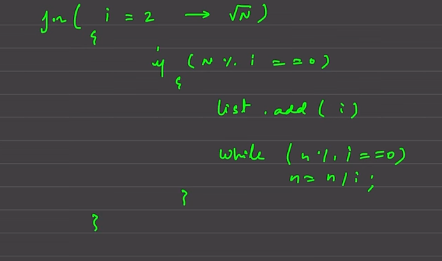 for( i = 2 → √N )
{
if ( N % i == 0 )
{
list . add ( i )
while ( n % i == 0 )
n = n / i ;
}
}